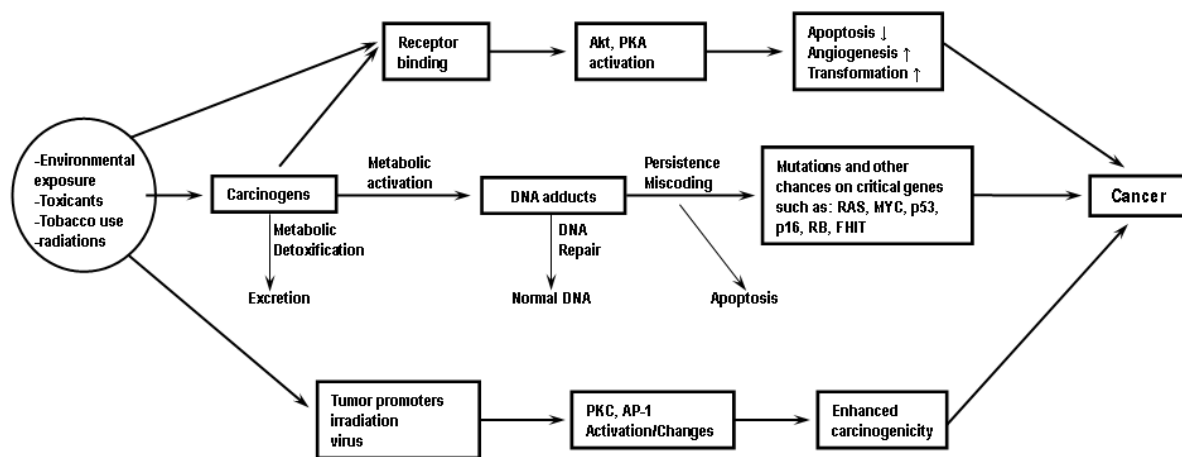 Receptor
binding
Akt, PKA
activation
Apoptosis ↓
Angiogenesis ↑
Transformation ↑
-Environmental
exposure
-Toxicants
-Tobacco use
-radiations
Carcinogens
Metabolic
activation
DNA adducts
Persistence
Miscoding
Mutations and other
chances on critical genes
such as: RAS, MYC, p53,
p16, RB, FHIT
Cancer
Metabolic
Detoxification
DNA
Repair
Excretion
Normal DNA
Apoptosis
Tumor promoters
irradiation
virus
PKC, AP-1
Activation/Changes
Enhanced
carcinogenicity